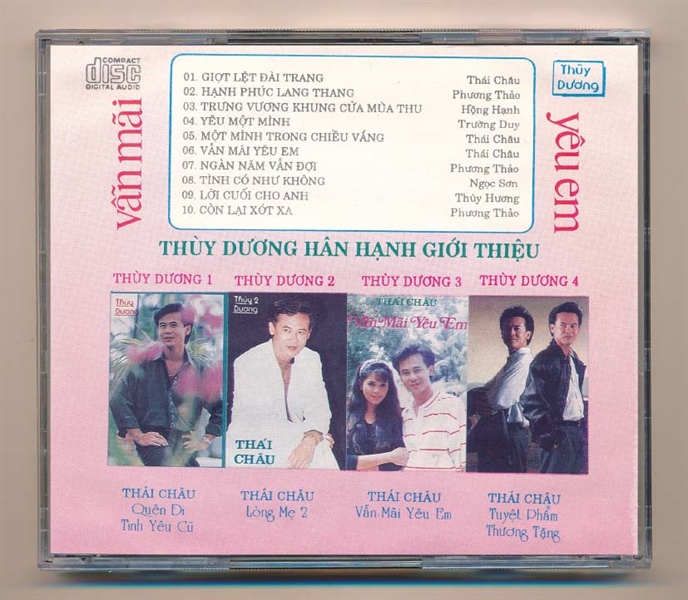 COMPACT
disc
DIGITAL AUDIO
vẫn mãi
01. GIỌT LỆT ĐÀI TRANG Thái Châu
02. HẠNH PHÚC LANG THANG Phương Thảo
03. TRƯNG VƯƠNG KHUNG CỬA MÙA THU Hồng Hạnh
04. YÊU MỘT MÌNH Trường Duy
05. MỘT MÌNH TRONG CHIỀU VẮNG Thái Châu
06. VẪN MÃI YÊU EM Thái Châu
07. NGÀN NĂM VẪN ĐỢI Phương Thảo
08. TÌNH CÓ NHƯ KHÔNG Ngọc Sơn
09. LỜI CUỐI CHO ANH Thùy Hương
10. CÒN LẠI XÓT XA Phương Thảo
Thùy
Dương
yêu em
THÙY DƯƠNG HÂN HẠNH GIỚI THIỆU
THÙY DƯƠNG 1 THÙY DƯƠNG 2 THÙY DƯƠNG 3 THÙY DƯƠNG 4
Thùy
Dương
Thùy 2
Dương
THÁI
CHÂU
THÁI CHÂU
Vẫn Mãi Yêu Em
THÁI CHÂU THÁI CHÂU THÁI CHÂU THÁI CHÂU
Quên Đi Lòng Mẹ 2 Vẫn Mãi Yêu Em Tuyệt Phẩm
Tình Yêu Cũ Thương Tặng